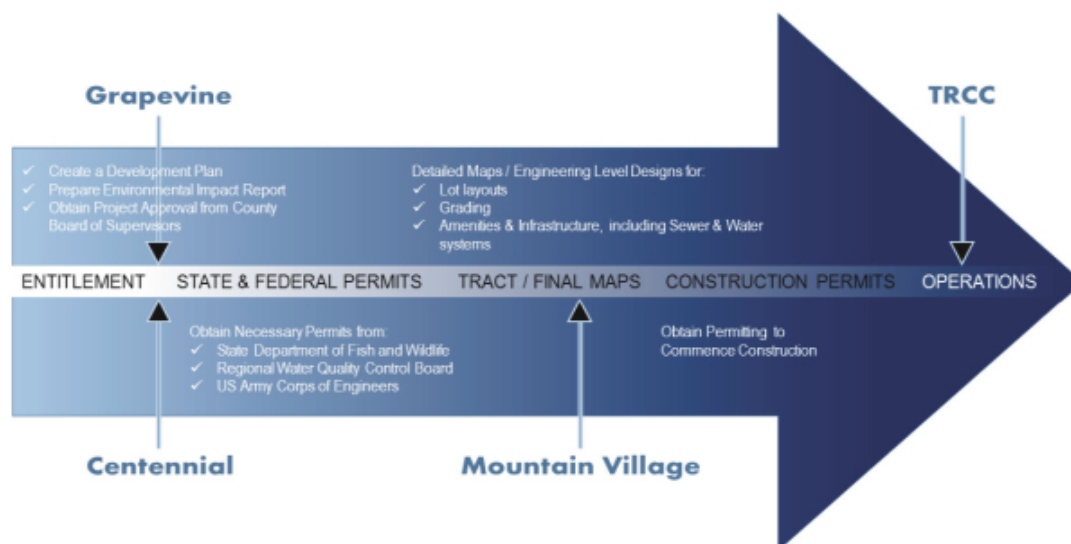 Grapevine
TRCC
✓ Create a Development Plan
✓ Prepare Environmental Impact Report
✓ Obtain Project Approval from County
Board of Supervisors
Detailed Maps / Engineering Level Designs for:
✓ Lot layouts
✓ Grading
✓ Amenities & Infrastructure, including Sewer & Water
systems
ENTITLEMENT
STATE & FEDERAL PERMITS
TRACT / FINAL MAPS
CONSTRUCTION PERMITS
OPERATIONS
Obtain Necessary Permits from:
✓ State Department of Fish and Wildlife
✓ Regional Water Quality Control Board
✓ US Army Corps of Engineers
Obtain Permitting to
Commence Construction
Centennial
Mountain Village